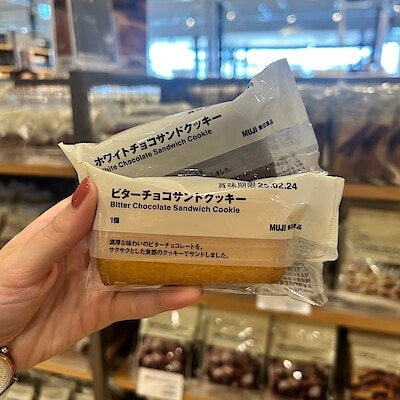 ホワイトチョコサンドクッキー
White Chocolate Sandwich Cookie
しました。
MUJI 無印良品
賞味期限 25.02.24
ビターチョコサンドクッキー
Bitter Chocolate Sandwich Cookie
1個
MUJI 無印良品
濃厚な味わいのビターチョコレートを、
サクサクとした食感のクッキーでサンドしました。